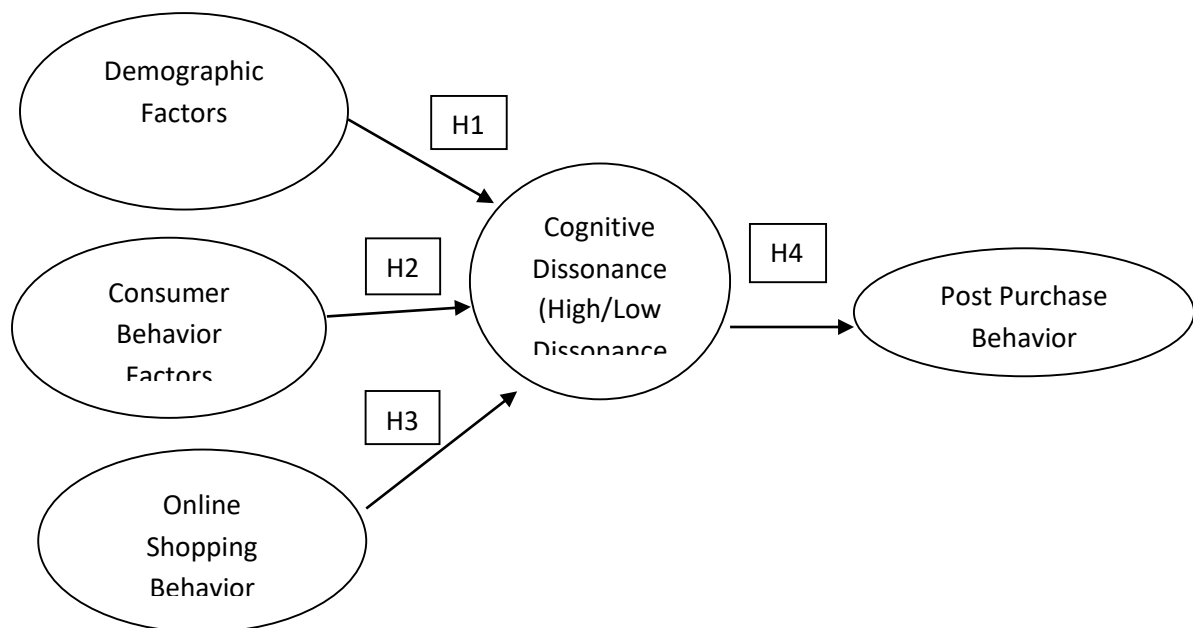 Demographic
Factors
H1
Consumer
Behavior
Factors
H2
Online
Shopping
Behavior
H3
Cognitive
Dissonance
(High/Low
Dissonance
H4
Post Purchase
Behavior